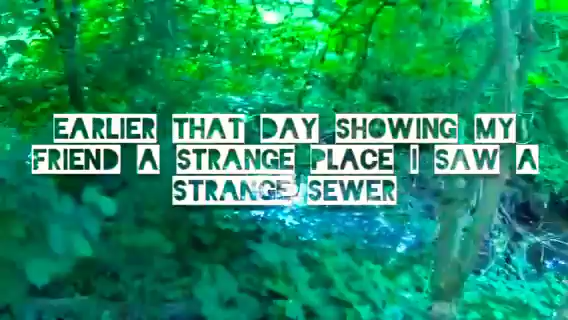 EARLIER THAT DAY SHOWING MY
FRIEND A STRANGE PLACE I SAW A
STRANGE SEWER